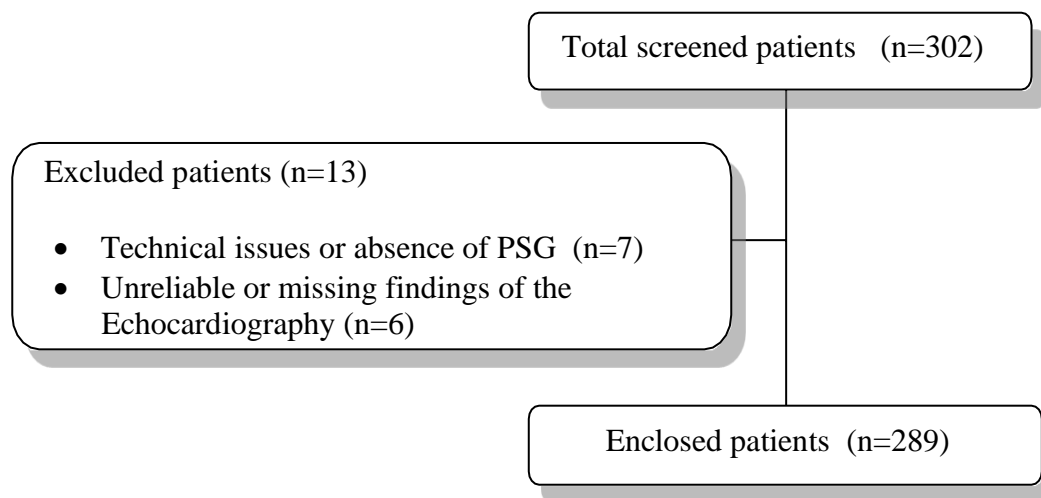 Total screened patients (n=302)
Excluded patients (n=13)
• Technical issues or absence of PSG (n=7)
• Unreliable or missing findings of the
Echocardiography (n=6)
Enclosed patients (n=289)